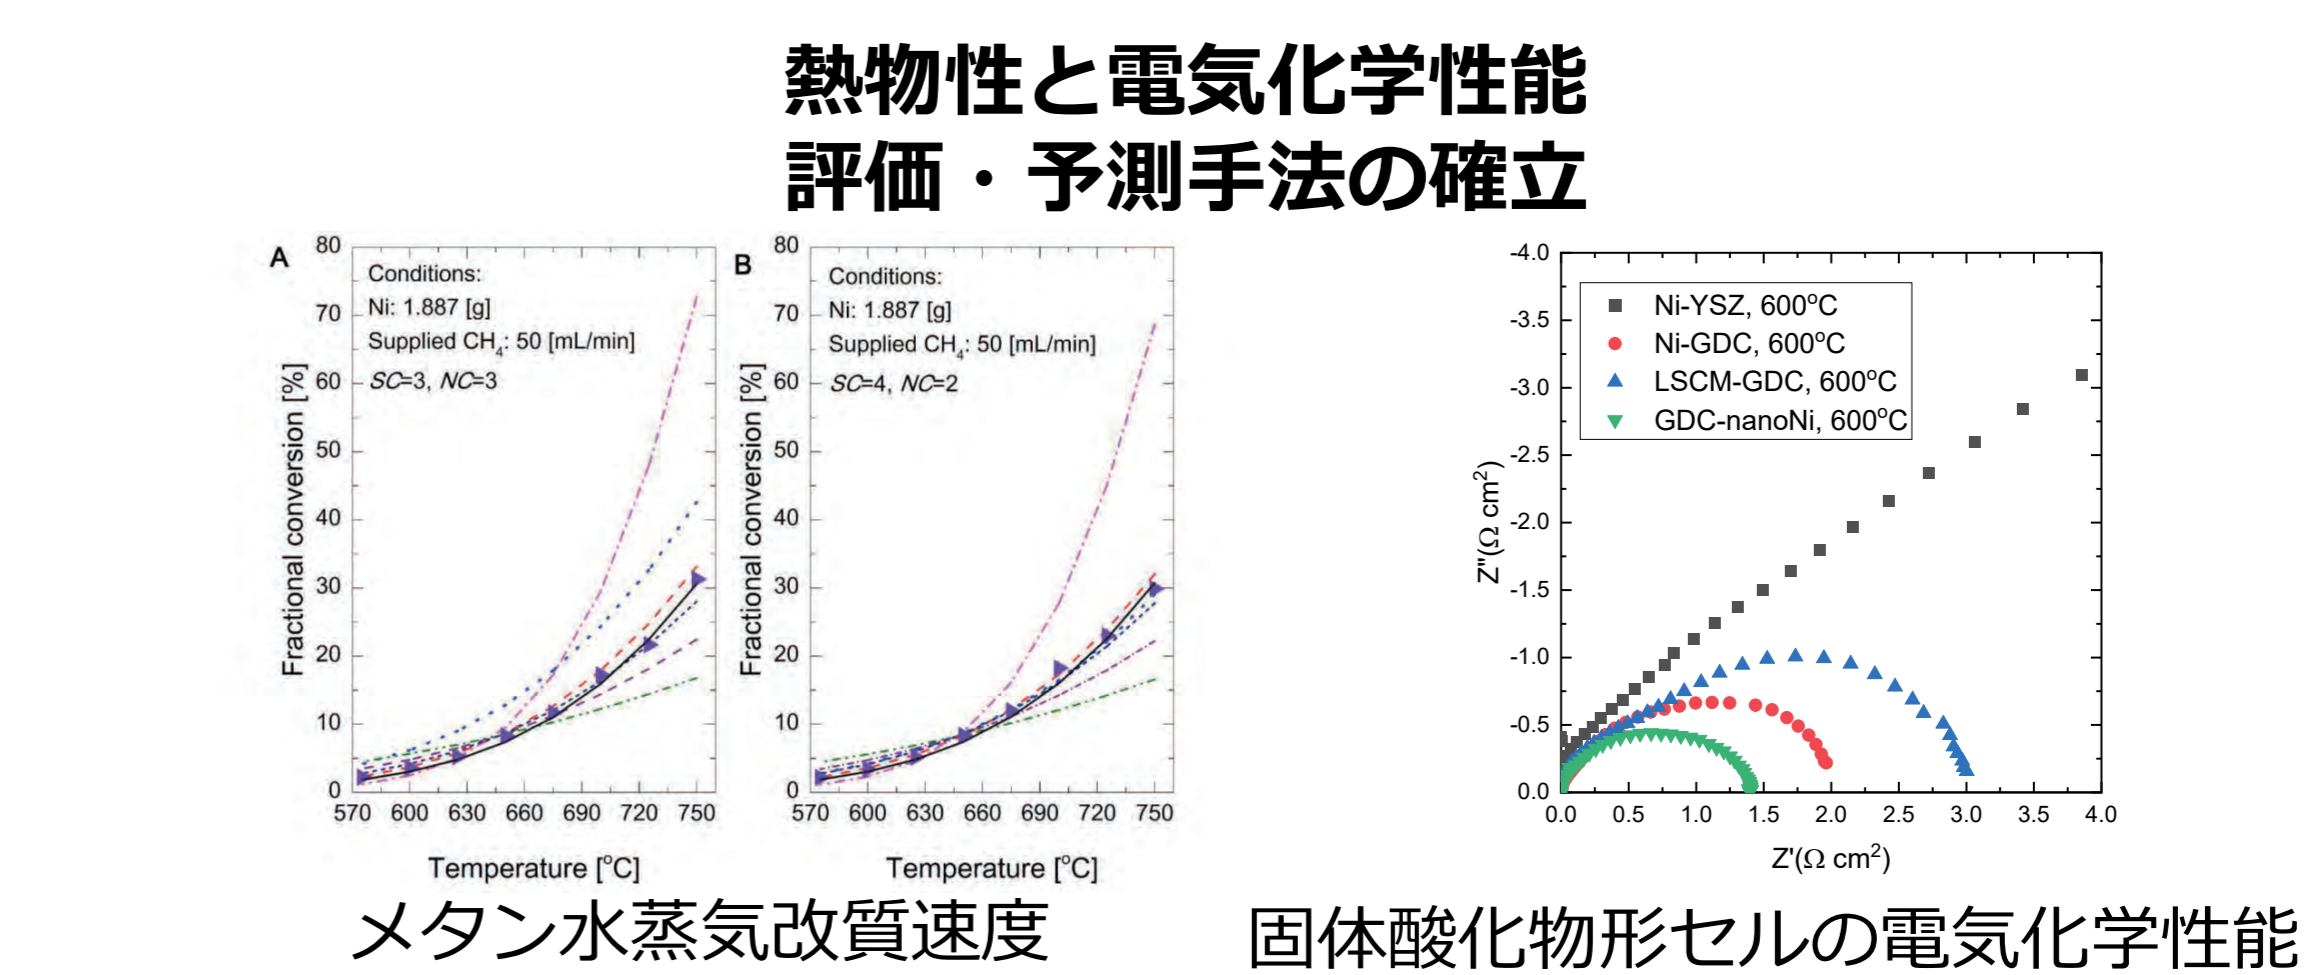 熱物性と電気化学性能
評価・予測手法の確立
A
Conditions:
Ni: 1.887 [g]
Supplied CH4: 50 [mL/min]
SC=3, NC=3
80
70
60
50
40
30
20
10
0
570 600 630 660 690 720 750
Fractional conversion [%]
Temperature [°C]
B
Conditions:
Ni: 1.887 [g]
Supplied CH4: 50 [mL/min]
SC=4, NC=2
80
70
60
50
40
30
20
10
0
570 600 630 660 690 720 750
Fractional conversion [%]
Temperature [°C]
メタン水蒸気改質速度
Ni-YSZ, 600°C
Ni-GDC, 600°C
LSCM-GDC, 600°C
GDC-nanoNi, 600°C
-4.0
-3.5
-3.0
-2.5
-2.0
-1.5
-1.0
-0.5
0.0
0.0 0.5 1.0 1.5 2.0 2.5 3.0 3.5 4.0
Z"(Ω cm²)
Z'(Ω cm²)
固体酸化物形セルの電気化学性能